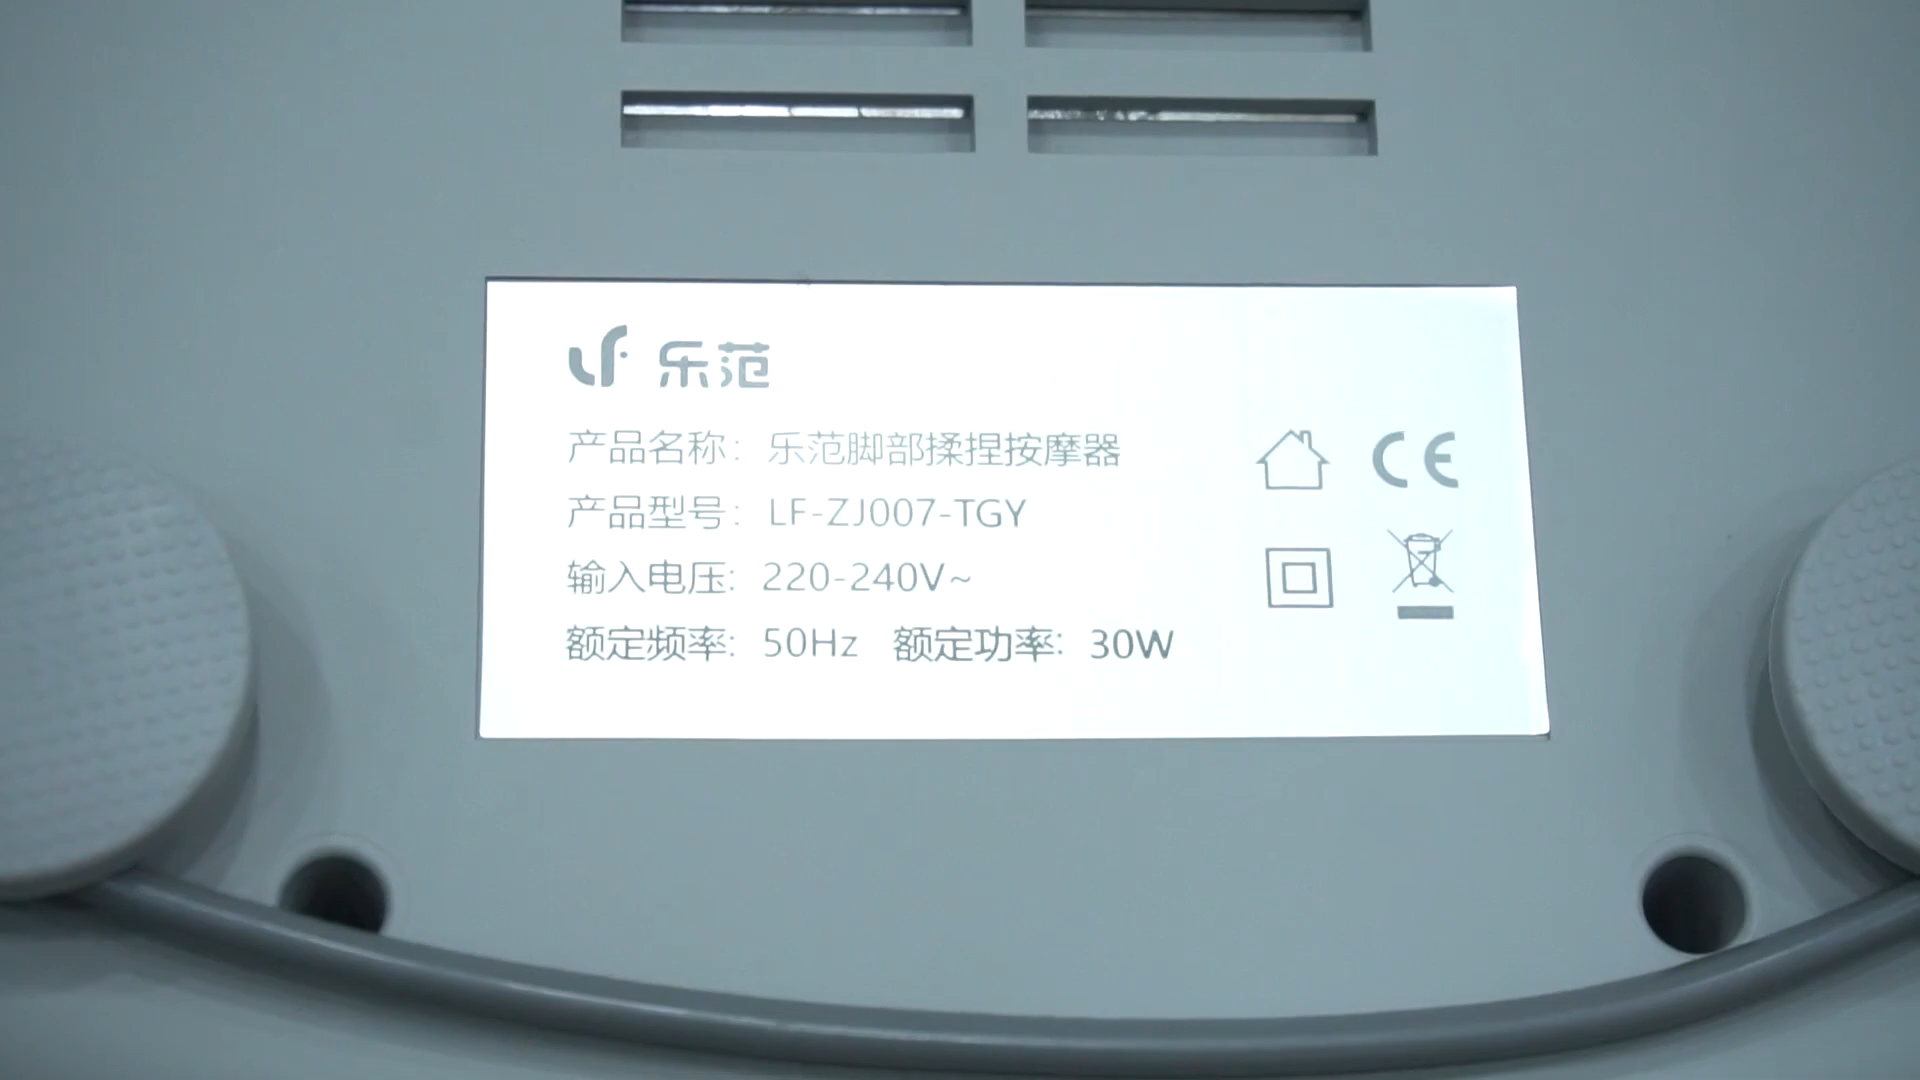 LF 乐范
产品名称: 乐范脚部揉捏按摩器
产品型号: LF-ZJ007-TGY
输入电压: 220-240V~
额定频率: 50Hz 额定功率: 30W
CE